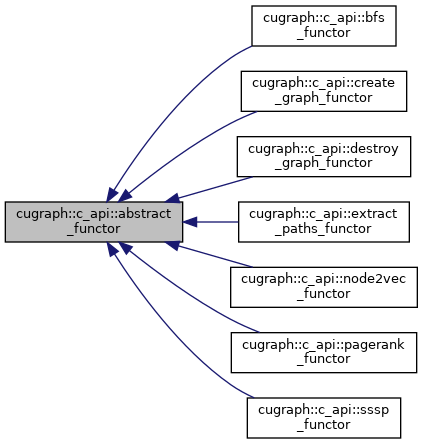 cugraph::c_api::bfs
_functor
cugraph::c_api::create
_graph_functor
cugraph::c_api::destroy
_graph_functor
cugraph::c_api::abstract
_functor
cugraph::c_api::extract
_paths_functor
cugraph::c_api::node2vec
_functor
cugraph::c_api::pagerank
_functor
cugraph::c_api::sssp
_functor